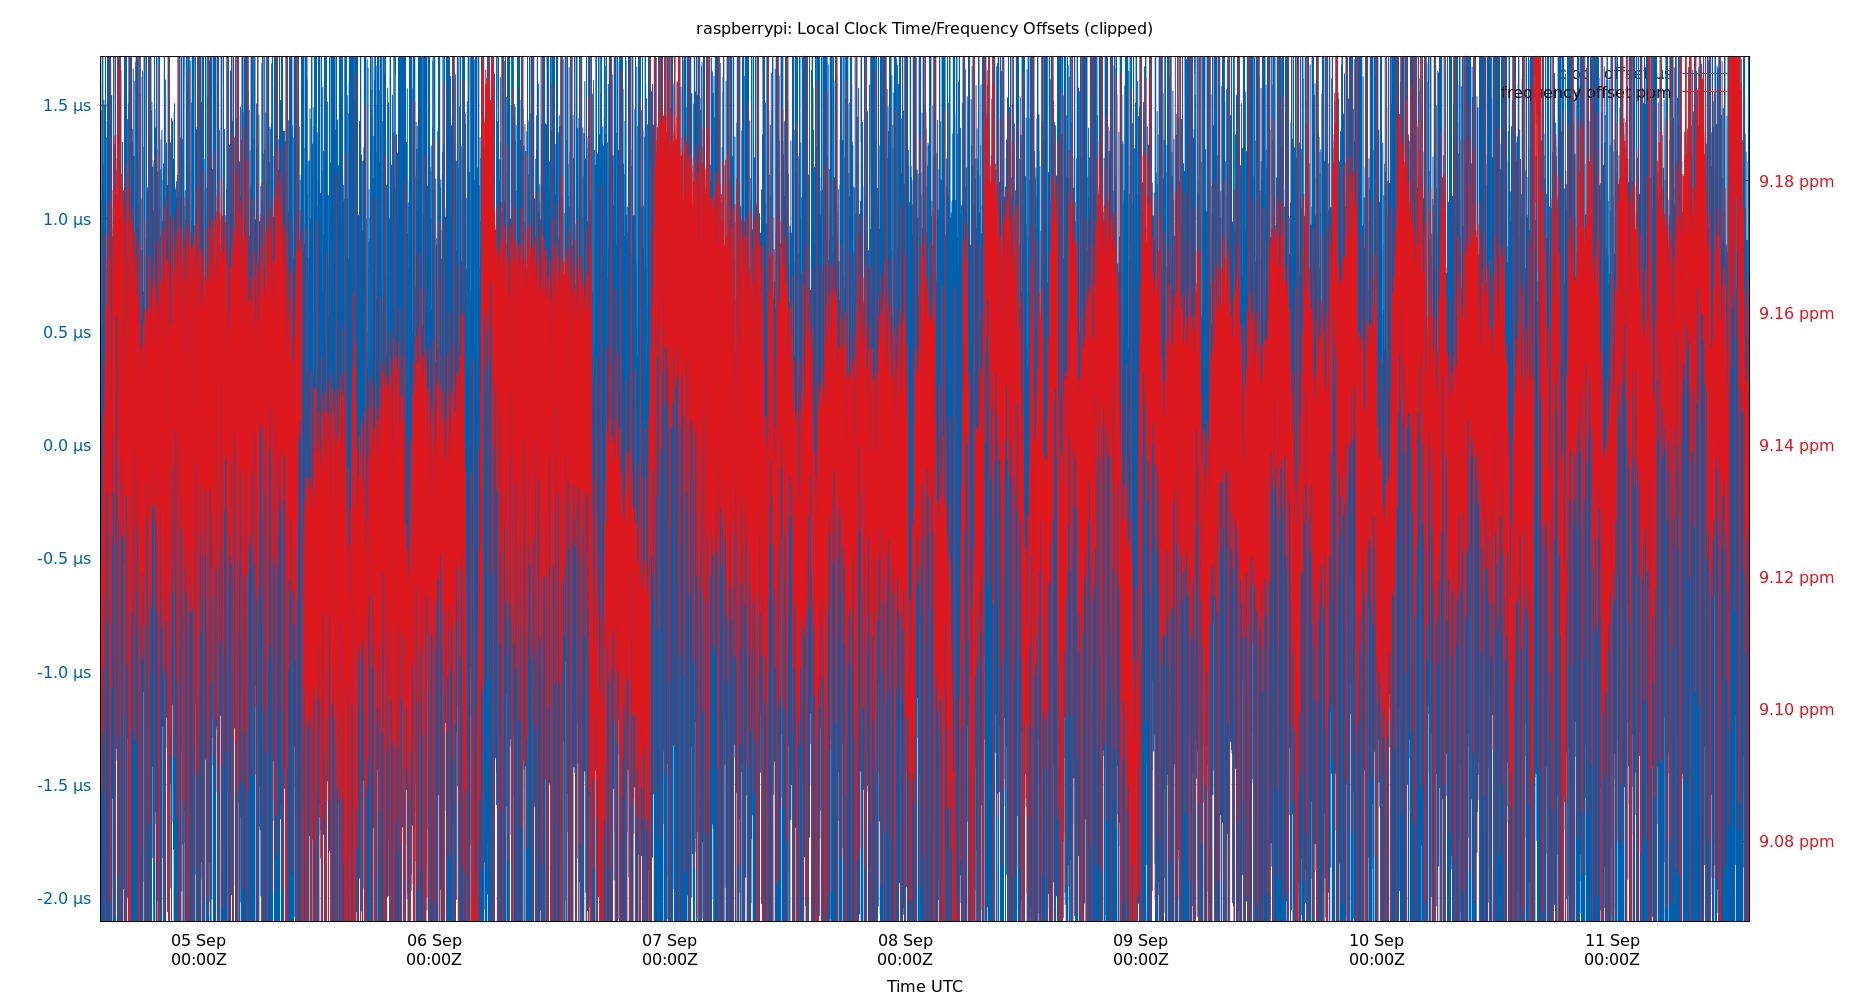 raspberrypi: Local Clock Time/Frequency Offsets (clipped)
offset
frequency offset ppm
1.5 µs
1.0 µs
0.5 µs
0.0 µs
-0.5 µs
-1.0 µs
-1.5 µs
-2.0 µs
9.18 ppm
9.16 ppm
9.14 ppm
9.12 ppm
9.10 ppm
9.08 ppm
05 Sep 06 Sep 07 Sep 08 Sep 09 Sep 10 Sep 11 Sep
00:00Z 00:00Z 00:00Z 00:00Z 00:00Z 00:00Z 00:00Z
Time UTC